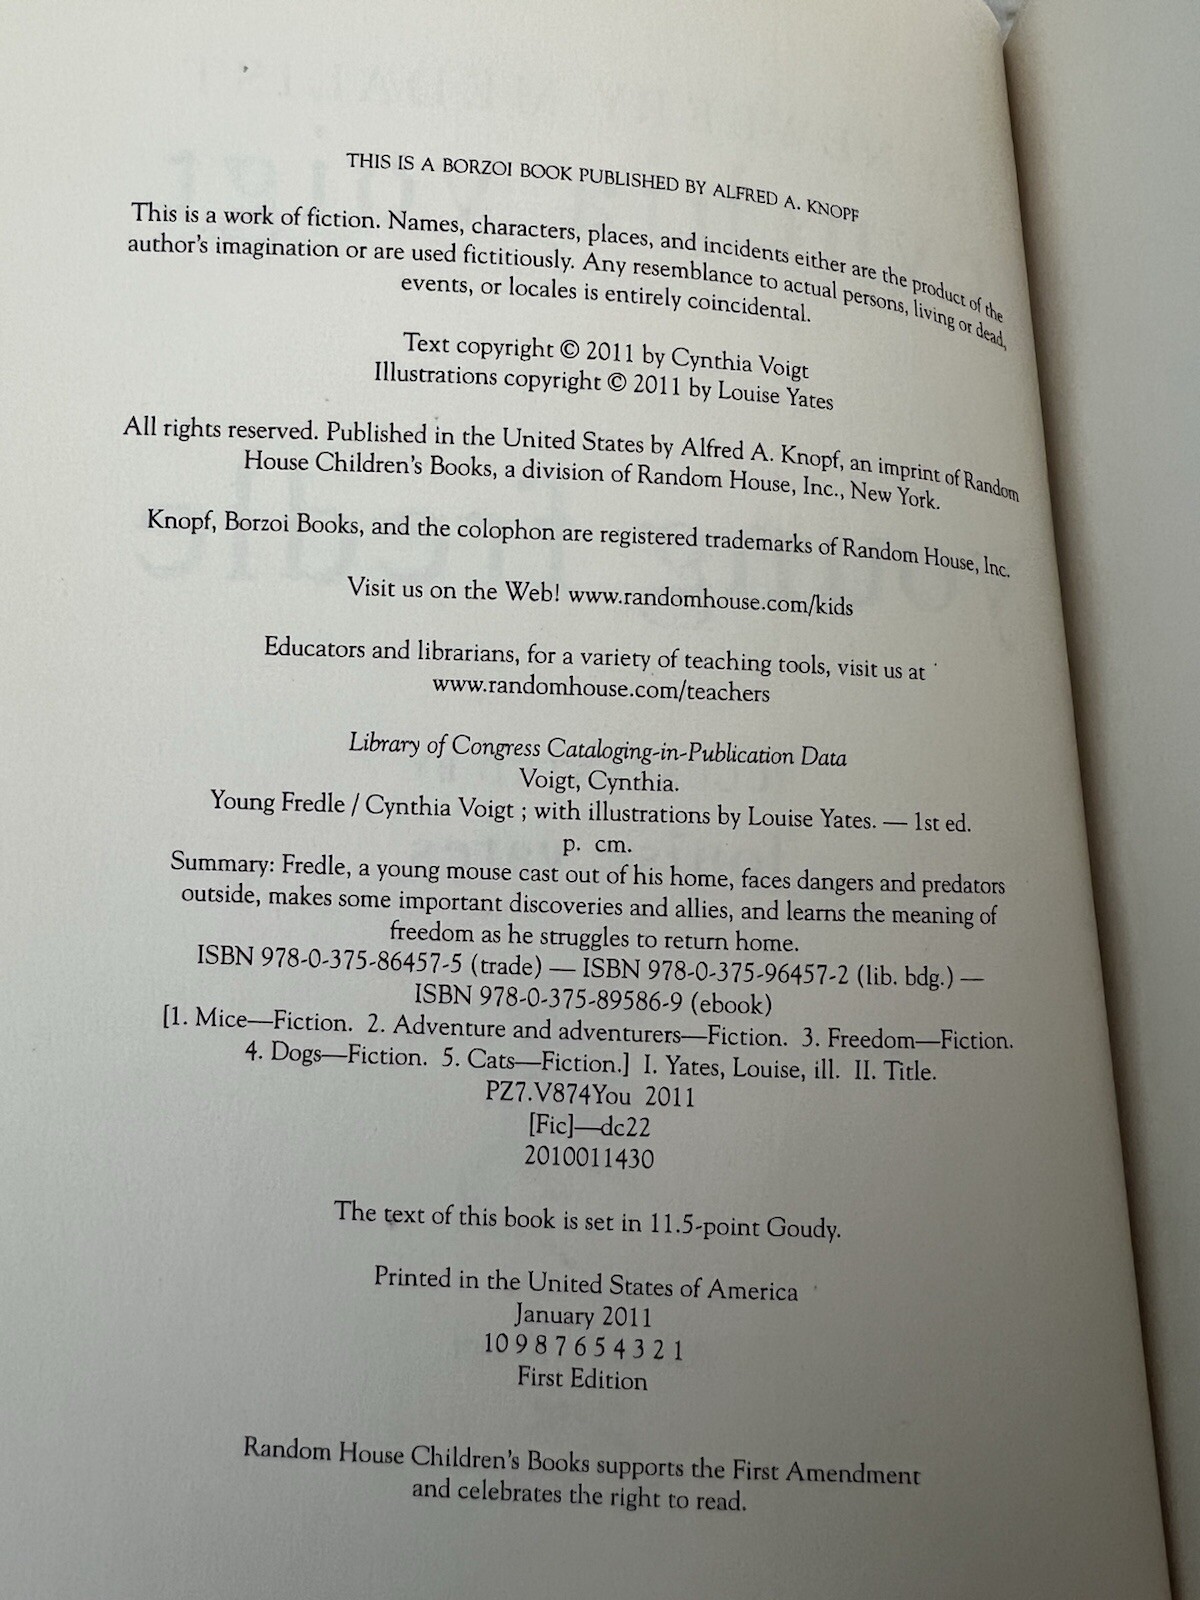 THIS IS A BORZOI BOOK PUBLISHED BY ALFRED A. KNOPF
This is a work of fiction. Names, characters, places, and incidents either are the product of the
author's imagination or are used fictitiously. Any resemblance to actual persons, living or dead,
events, or locales is entirely coincidental.
Text copyright © 2011 by Cynthia Voigt
Illustrations copyright © 2011 by Louise Yates
All rights reserved. Published in the United States by Alfred A. Knopf, an imprint of Random
House Children's Books, a division of Random House, Inc., New York.
Knopf, Borzoi Books, and the colophon are registered trademarks of Random House, Inc.
Visit us on the Web! www.randomhouse.com/kids
Educators and librarians, for a variety of teaching tools, visit us at
www.randomhouse.com/teachers
Library of Congress Cataloging-in-Publication Data
Voigt, Cynthia.
Young Fredle / Cynthia Voigt ; with illustrations by Louise Yates. — 1st ed.
p. cm.
Summary: Fredle, a young mouse cast out of his home, faces dangers and predators
outside, makes some important discoveries and allies, and learns the meaning of
freedom as he struggles to return home.
ISBN 978-0-375-86457-5 (trade) — ISBN 978-0-375-96457-2 (lib. bdg.) —
ISBN 978-0-375-89586-9 (ebook)
[1. Mice—Fiction. 2. Adventure and adventurers—Fiction. 3. Freedom—Fiction.
4. Dogs—Fiction. 5. Cats—Fiction.] I. Yates, Louise, ill. II. Title.
PZ7.V874You 2011
[Fic]—dc22
2010011430
The text of this book is set in 11.5-point Goudy.
Printed in the United States of America
January 2011
10 9 8 7 6 5 4 3 2 1
First Edition
Random House Children's Books supports the First Amendment
and celebrates the right to read.